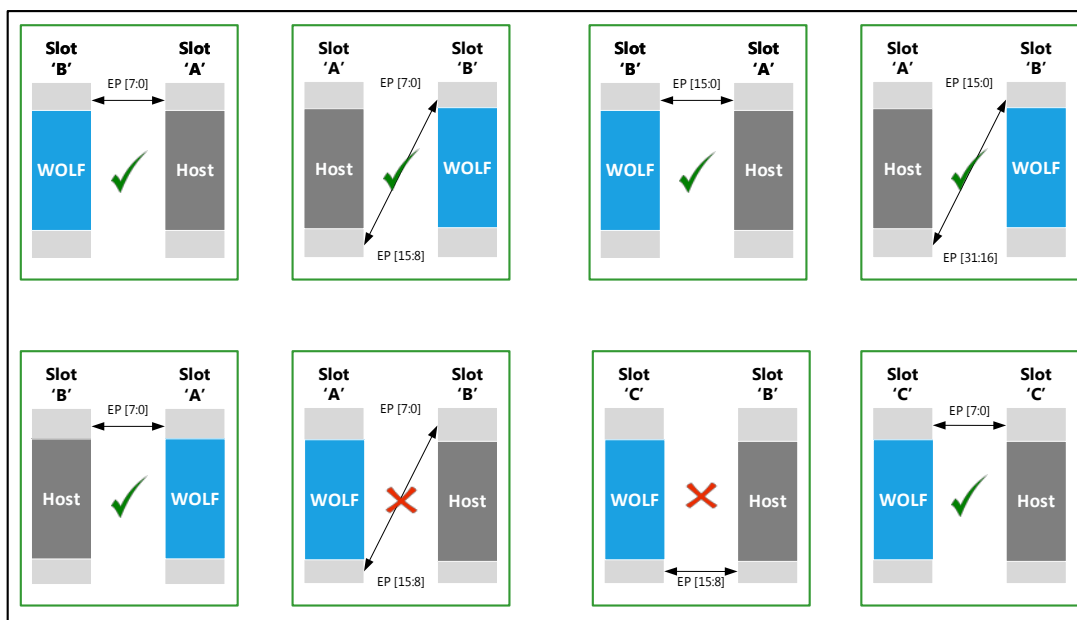 Slot 'B'
Slot 'A'
EP [7:0]
WOLF
Host
Slot 'A'
Slot 'B'
EP [7:0]
Host
WOLF
EP [15:8]
Slot 'B'
Slot 'A'
EP [15:0]
WOLF
Host
Slot 'A'
Slot 'B'
EP [15:0]
Host
WOLF
EP [31:16]
Slot 'B'
Slot 'A'
EP [7:0]
Host
WOLF
Slot 'A'
Slot 'B'
EP [7:0]
WOLF
Host
EP [15:8]
Slot 'C'
Slot 'B'
WOLF
Host
EP [15:8]
Slot 'C'
Slot 'C'
EP [7:0]
WOLF
Host